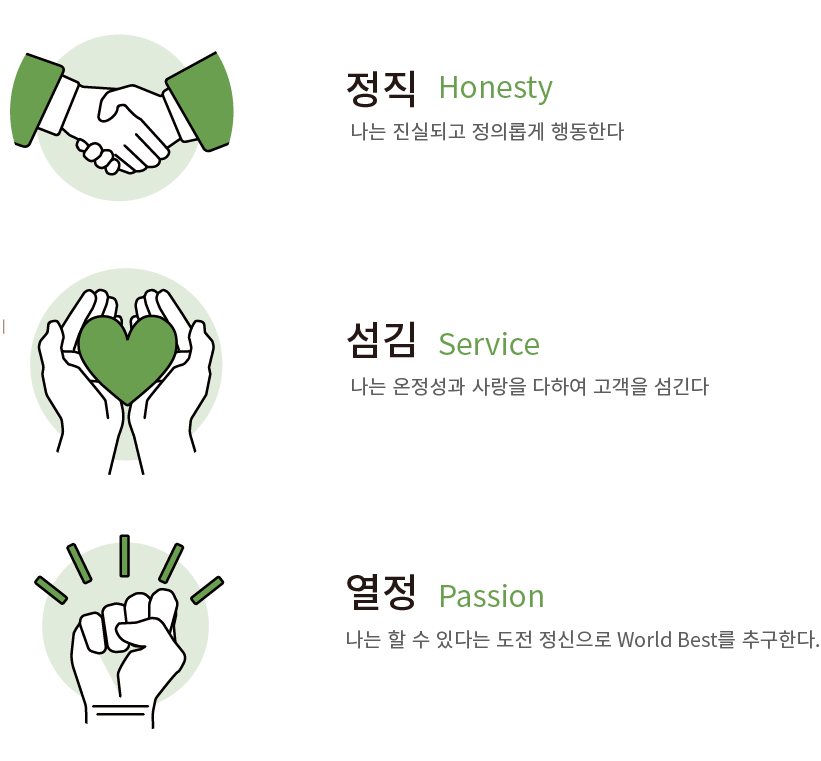 정직 Honesty
나는 진실되고 정의롭게 행동한다
섬김 Service
나는 온정성과 사랑을 다하여 고객을 섬긴다
열정 Passion
나는 할 수 있다는 도전 정신으로 World Best를 추구한다.